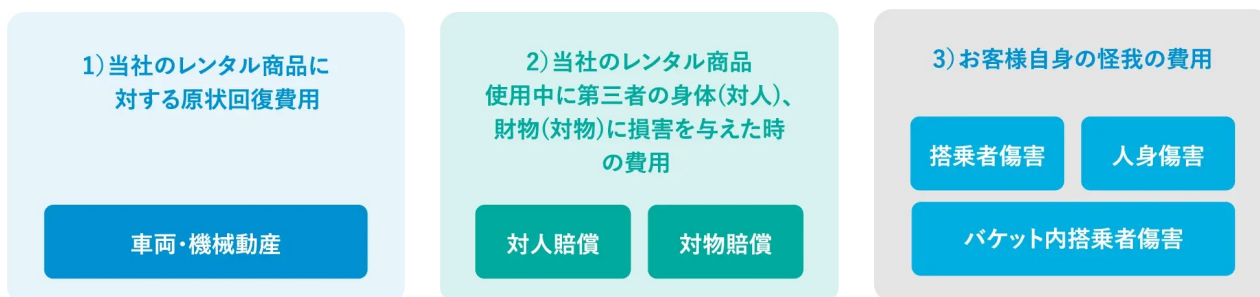 1)当社のレンタル商品に
対する原状回復費用
車両・機械動産
2)当社のレンタル商品
使用中に第三者の身体(対人)、
財物(対物)に損害を与えた時
の費用
対人賠償
対物賠償
3)お客様自身の怪我の費用
搭乗者傷害
人身傷害
バケット内搭乗者傷害